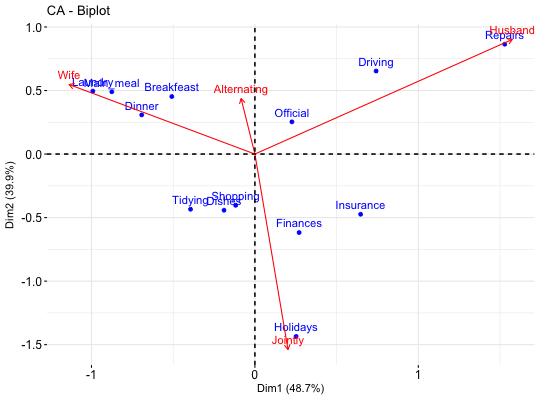 CA - Biplot
1.0
Husband
Repairs
Driving
Wife
Laundry
Main meal
Breakfeast
Alternating
0.5
Dinner
Official
0.0
Tidying
Dishes
Shopping
Insurance
-0.5
Finances
-1.0
Holidays
Jointly
-1.5
-1
0
1
Dim1 (48.7%)
Dim2 (39.9%)